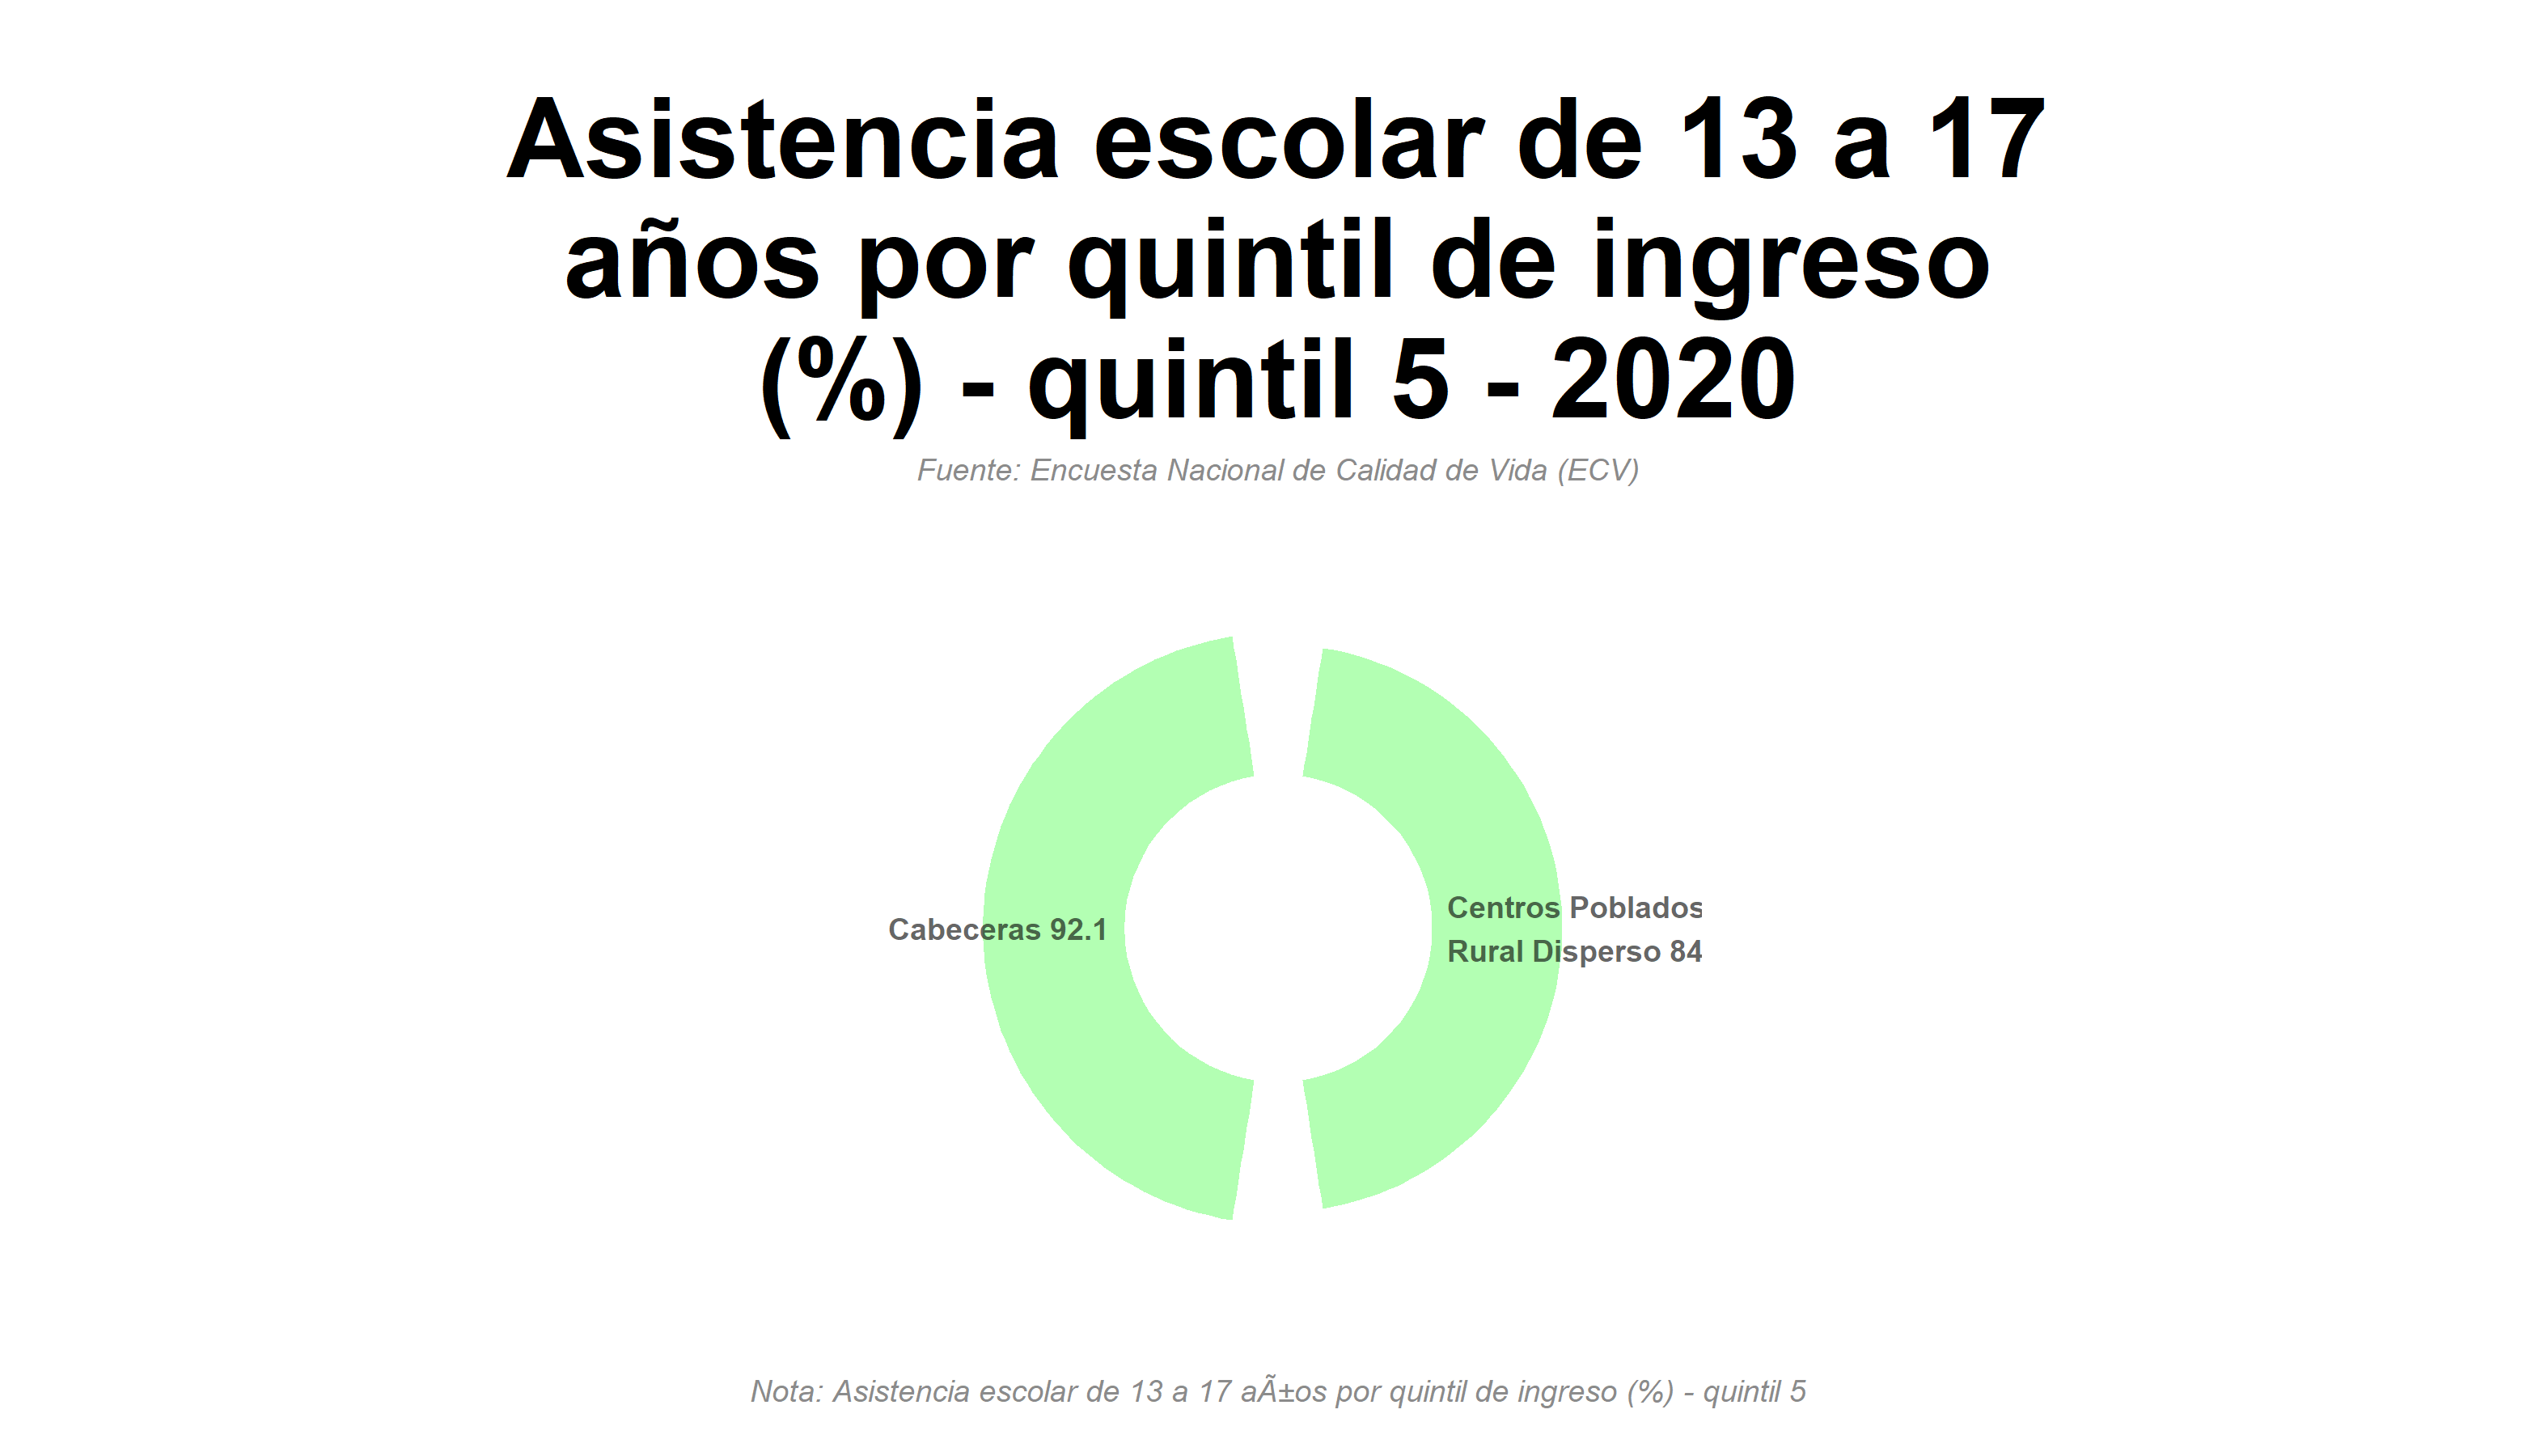 Asistencia escolar de 13 a 17
años por quintil de ingreso
(%) - quintil 5 - 2020
Fuente: Encuesta Nacional de Calidad de Vida (ECV)
Centros Poblados
Cabeceras 92.1
Rural Disperso 84
Nota: Asistencia escolar de 13 a 17 aÃ±os por quintil de ingreso (%) - quintil 5